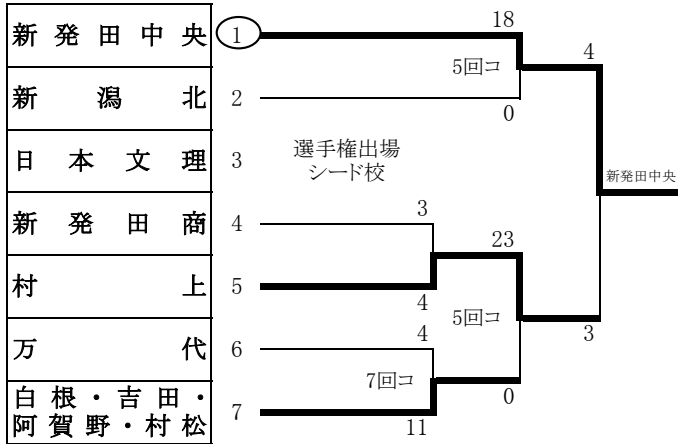 新発田中央 1
18
5回コ
4
新潟北 2
0
日本文理 3
選手権出場
シード校
新発田中央
新発田商 4
3
23
村上 5
4
5回コ
3
万代 6
4
7回コ
0
白根・吉田・
阿賀野・村松 7
11